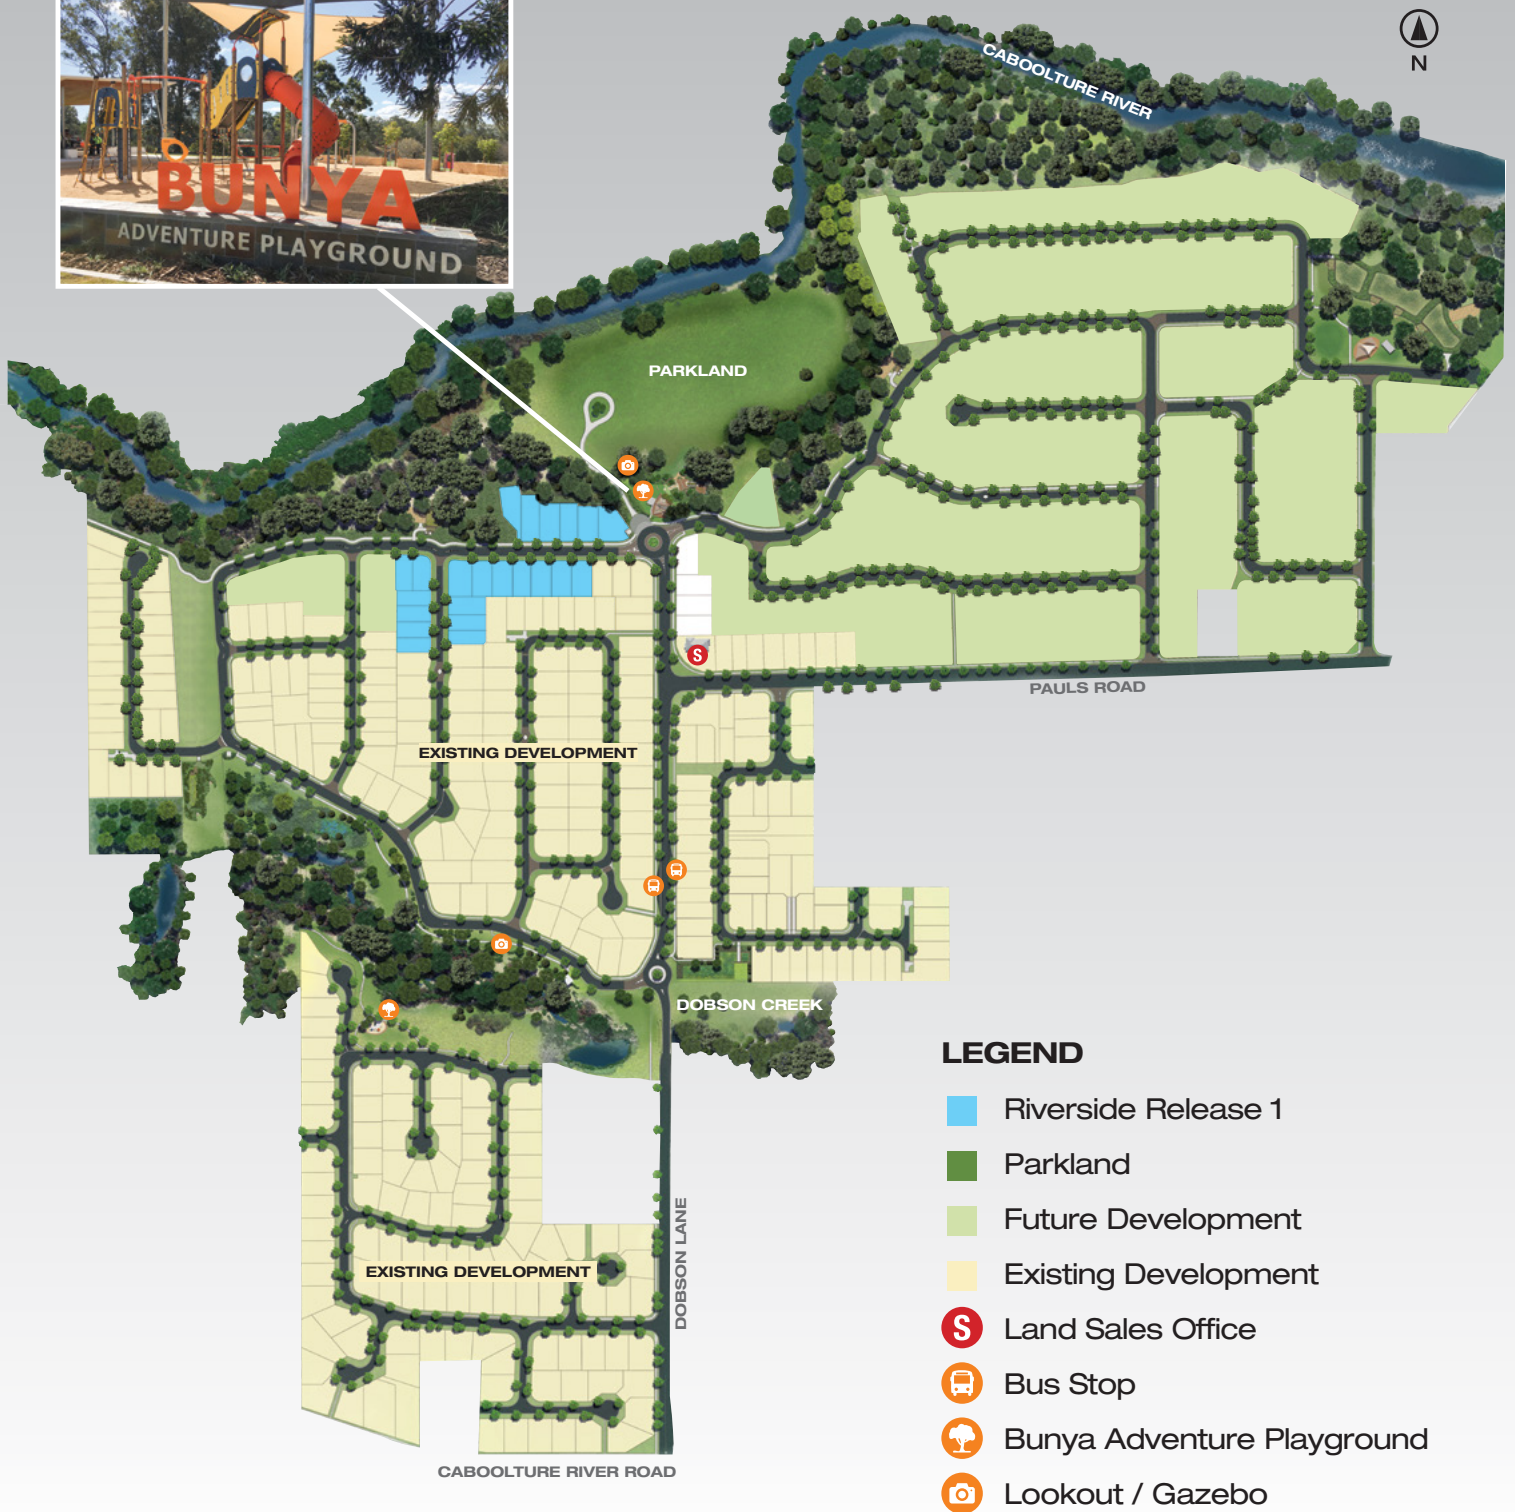 BUNYA
ADVENTURE PLAYGROUND
N
CABOOLTURE RIVER
PARKLAND
S
PAULS ROAD
EXISTING DEVELOPMENT
DOBSON CREEK
DOBSON LANE
EXISTING DEVELOPMENT
CABOOLTURE RIVER ROAD
LEGEND
Riverside Release 1
Parkland
Future Development
Existing Development
S Land Sales Office
Bus Stop
Bunya Adventure Playground
Lookout / Gazebo